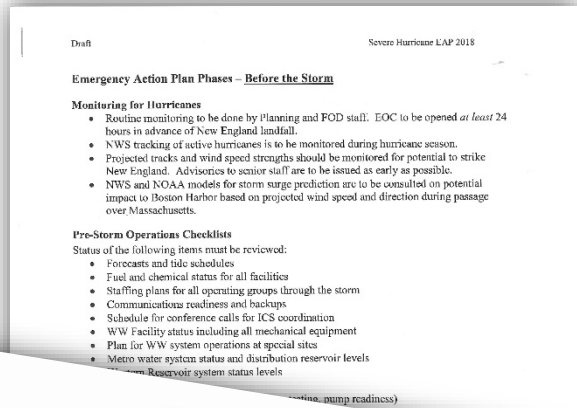 Draft Severe Hurricane EAP 2018
Emergency Action Plan Phases – Before the Storm
Monitoring for Hurricanes
• Routine monitoring to be done by Planning and FOD staff. EOC to be opened at least 24
hours in advance of New England landfall.
• NWS tracking of active hurricanes is to be monitored during hurricane season.
• Projected tracks and wind speed strengths should be monitored for potential to strike
New England. Advisories to senior staff are to be issued as early as possible.
• NWS and NOAA models for storm surge prediction are to be consulted on potential
impact to Boston Harbor based on projected wind speed and direction during passage
over Massachusetts.
Pre-Storm Operations Checklists
Status of the following items must be reviewed:
• Forecasts and tide schedules
• Fuel and chemical status for all facilities
• Staffing plans for all operating groups through the storm
• Communications readiness and backups
• Schedule for conference calls for ICS coordination
• WW Facility status including all mechanical equipment
• Plan for WW system operations at special sites
• Metro water system status and distribution reservoir levels
Reservoir system status levels
pump readiness)